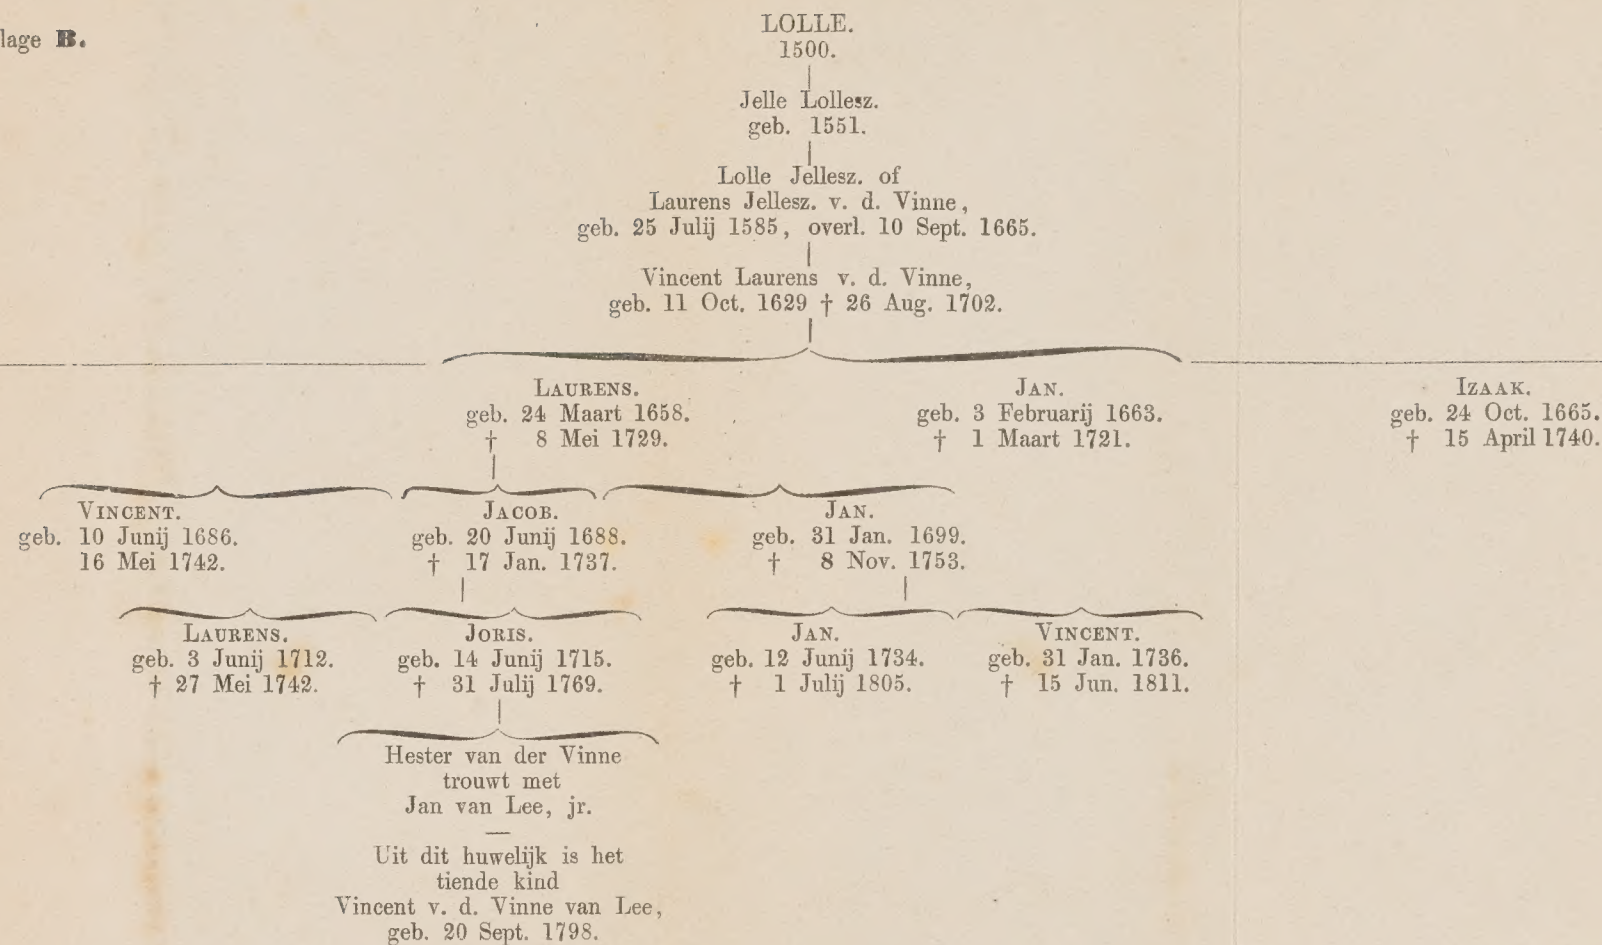 lage B.
LOLLE.
1500.
Jelle Lollesz.
geb. 1551.
Lolle Jellesz. of
Laurens Jellesz. v. d. Vinne,
geb. 25 Julij 1585, overl. 10 Sept. 1665.
Vincent Laurens v. d. Vinne,
geb. 11 Oct. 1629 † 26 Aug. 1702.
LAURENS.
geb. 24 Maart 1658.
† 8 Mei 1729.
JAN.
geb. 3 Februarij 1663.
† 1 Maart 1721.
IZAAK.
geb. 24 Oct. 1665.
† 15 April 1740.
VINCENT.
geb. 10 Junij 1686.
16 Mei 1742.
JACOB.
geb. 20 Junij 1688.
† 17 Jan. 1737.
JAN.
geb. 31 Jan. 1699.
† 8 Nov. 1753.
LAURENS.
geb. 3 Junij 1712.
† 27 Mei 1742.
JORIS.
geb. 14 Junij 1715.
† 31 Julij 1769.
JAN.
geb. 12 Junij 1734.
† 1 Julij 1805.
VINCENT.
geb. 31 Jan. 1736.
† 15 Jun. 1811.
Hester van der Vinne
trouwt met
Jan van Lee, jr.
Uit dit huwelijk is het
tiende kind
Vincent v. d. Vinne van Lee,
geb. 20 Sept. 1798.